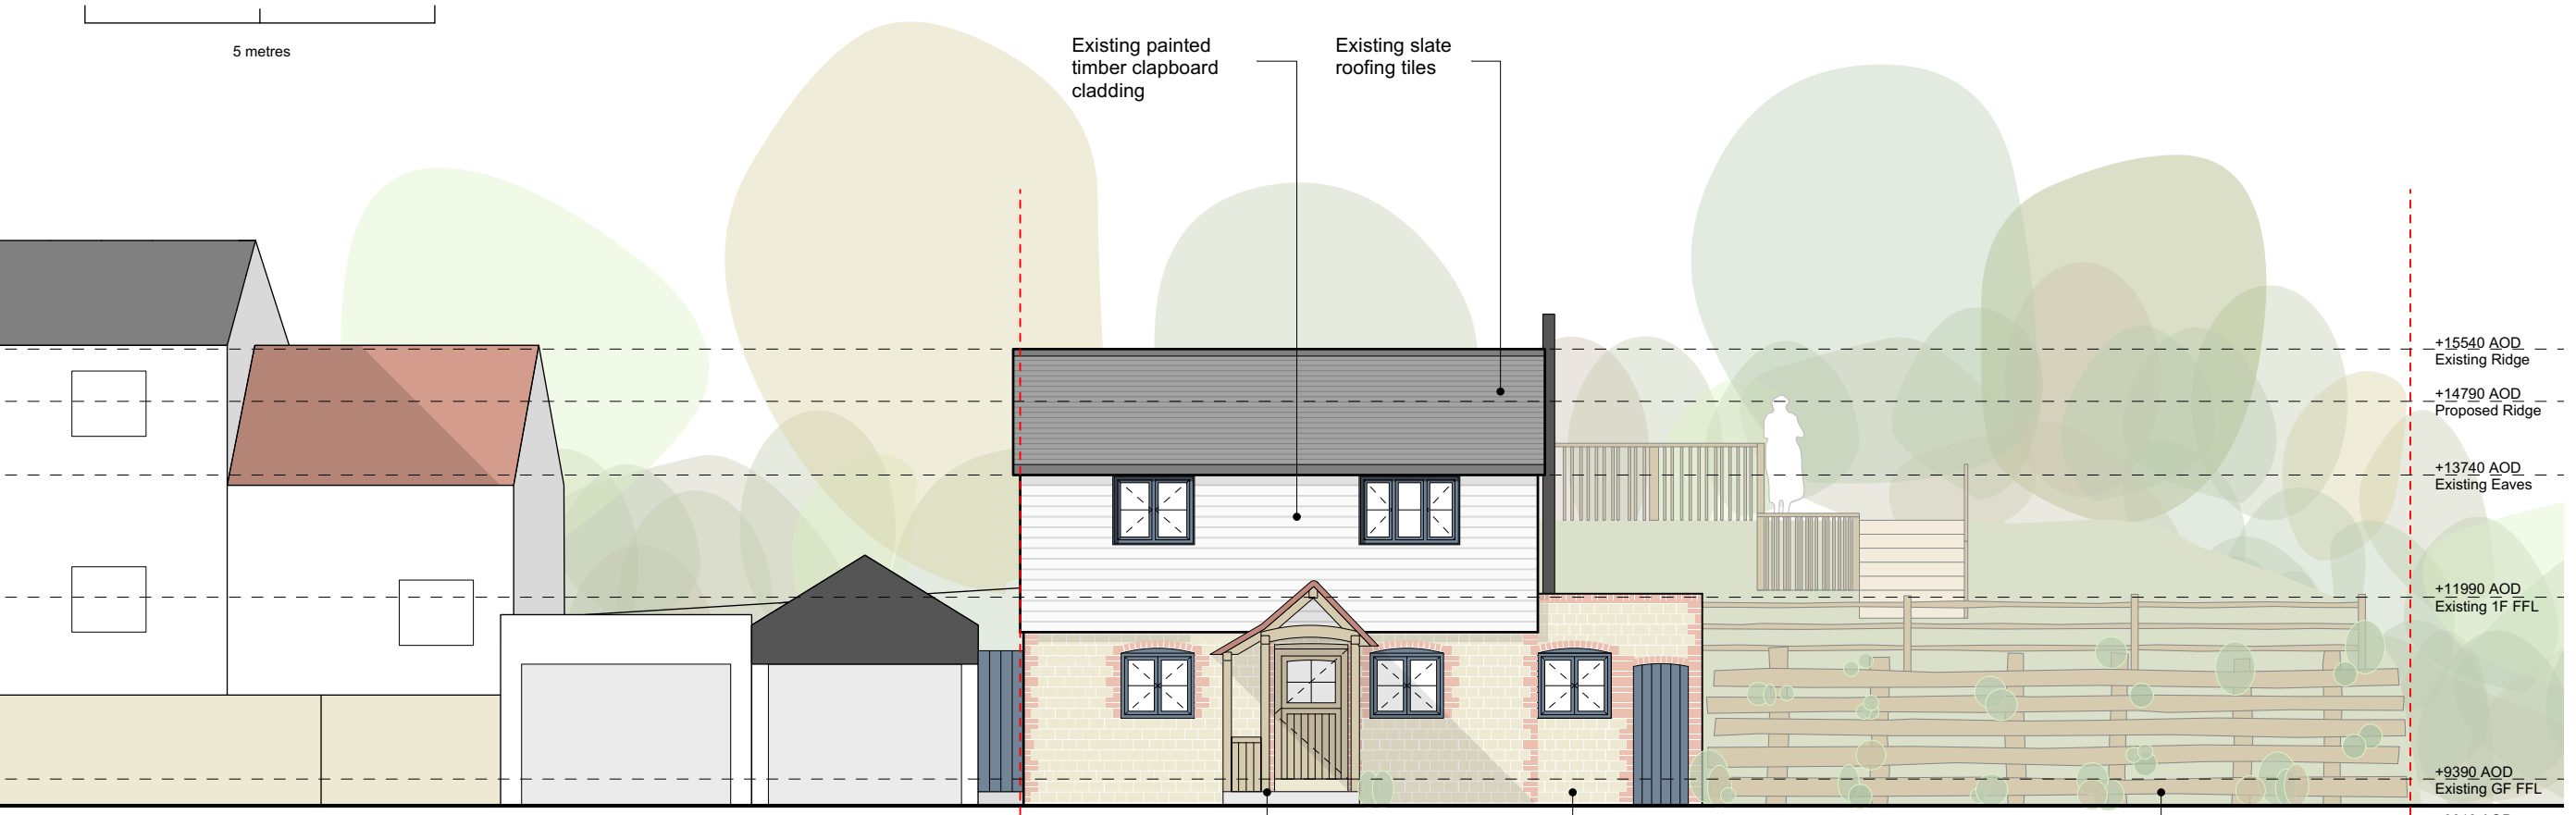 5 metres
Existing painted
timber clapboard
cladding
Existing slate
roofing tiles
+15540 AOD
Existing Ridge
+14790 AOD
Proposed Ridge
+13740 AOD
Existing Eaves
+11990 AOD
Existing 1F FFL
+9390 AOD
Existing GF FFL